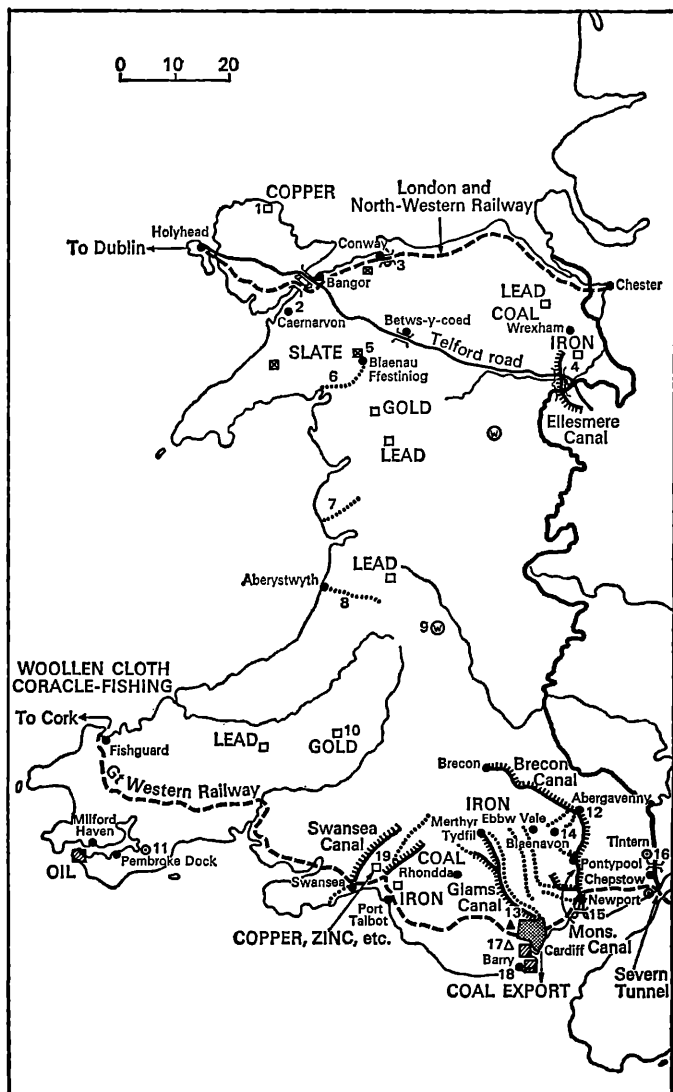 0 10 20
COPPER
1
London and
North-Western Railway
Holyhead
To Dublin
Conway
3
Bangor
Chester
2
Caernarvon
LEAD
COAL
Wrexham
Betws-y-coed
IRON
4
Telford road
SLATE
5
Blaenau
Ffestiniog
6
GOLD
Ellesmere
Canal
W
LEAD
7
LEAD
Aberystwyth
8
9 W
WOOLLEN CLOTH
CORACLE-FISHING
To Cork
10
Fishguard
LEAD
GOLD
Gt Western Railway
Brecon
Brecon
Canal
Abergavenny
12
IRON
Merthyr
Tydfil
Ebbw Vale
14
Blaenavon
Milford
Haven
11
OIL
Pembroke Dock
Swansea
Canal
19
COAL
Rhondda
Tintern
16
Pontypool
Chepstow
Glams
Canal
Newport
15
Swansea
IRON
Port
Talbot
13
Mons.
Canal
COPPER, ZINC, etc.
17
Cardiff
Barry
18
COAL EXPORT
Severn
Tunnel